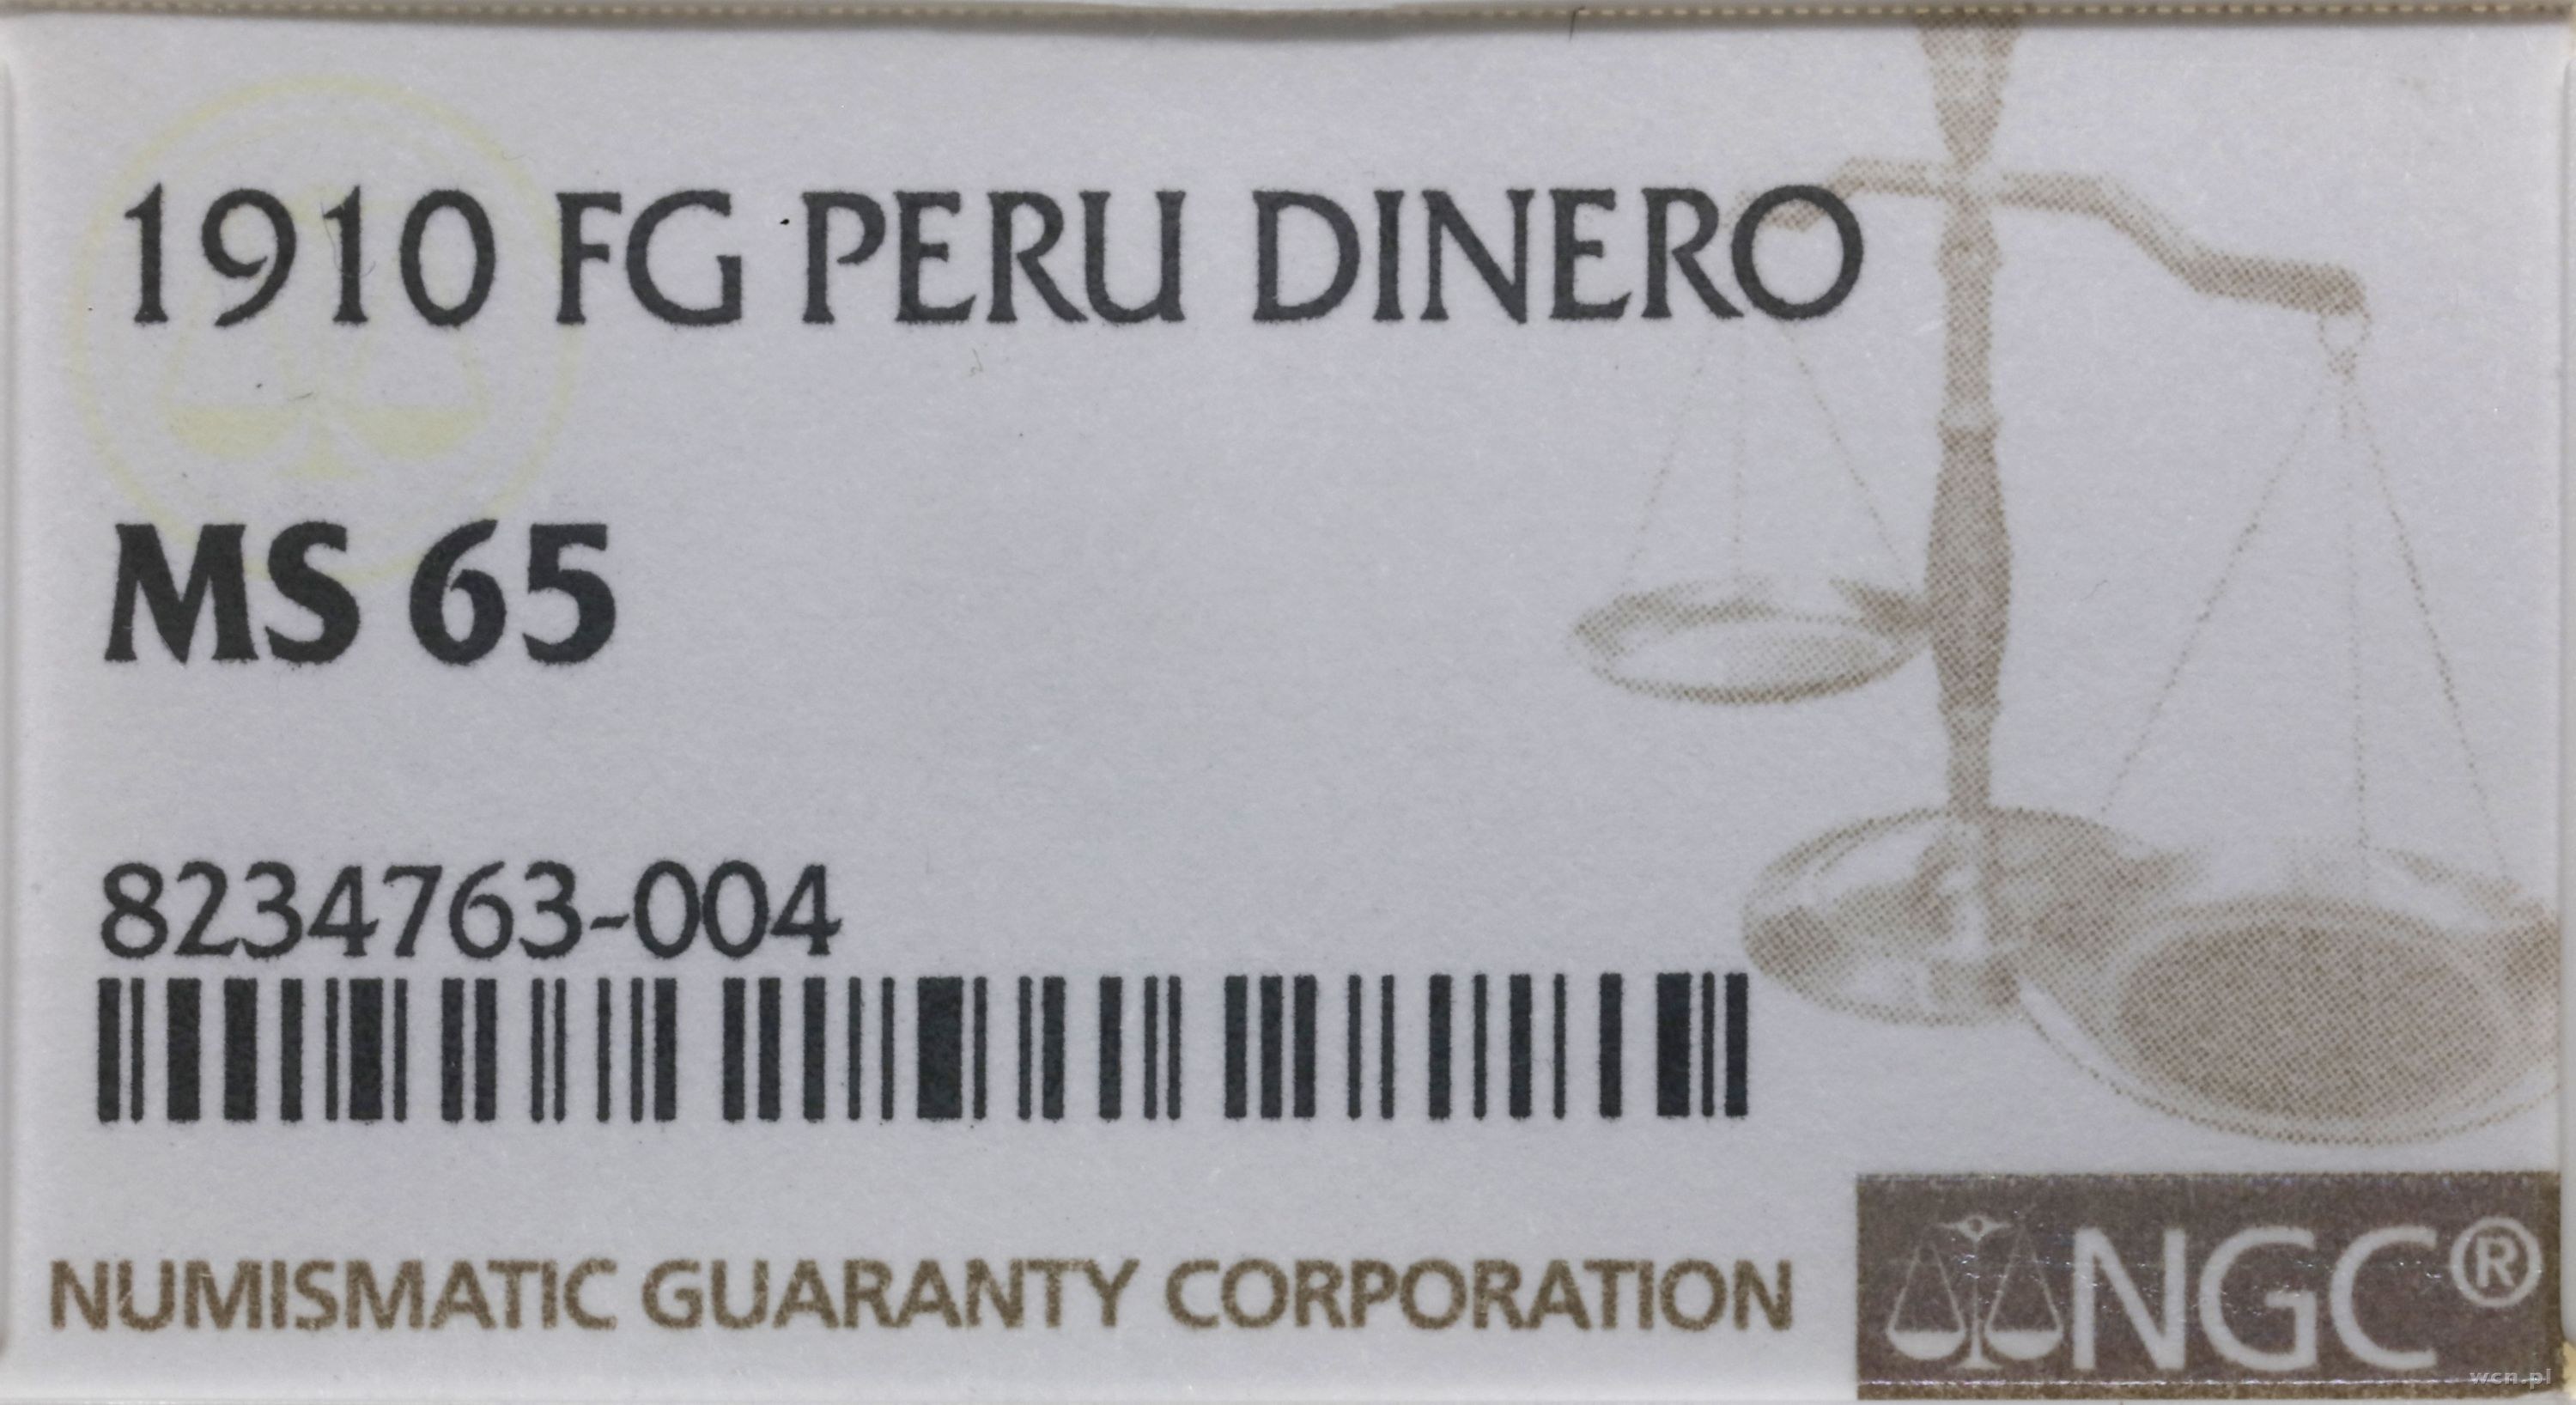 1910 FG PERU DINERO
MS 65
8234763-004
NUMISMATIC GUARANTY CORPORATION
NGC®
wcn.pl